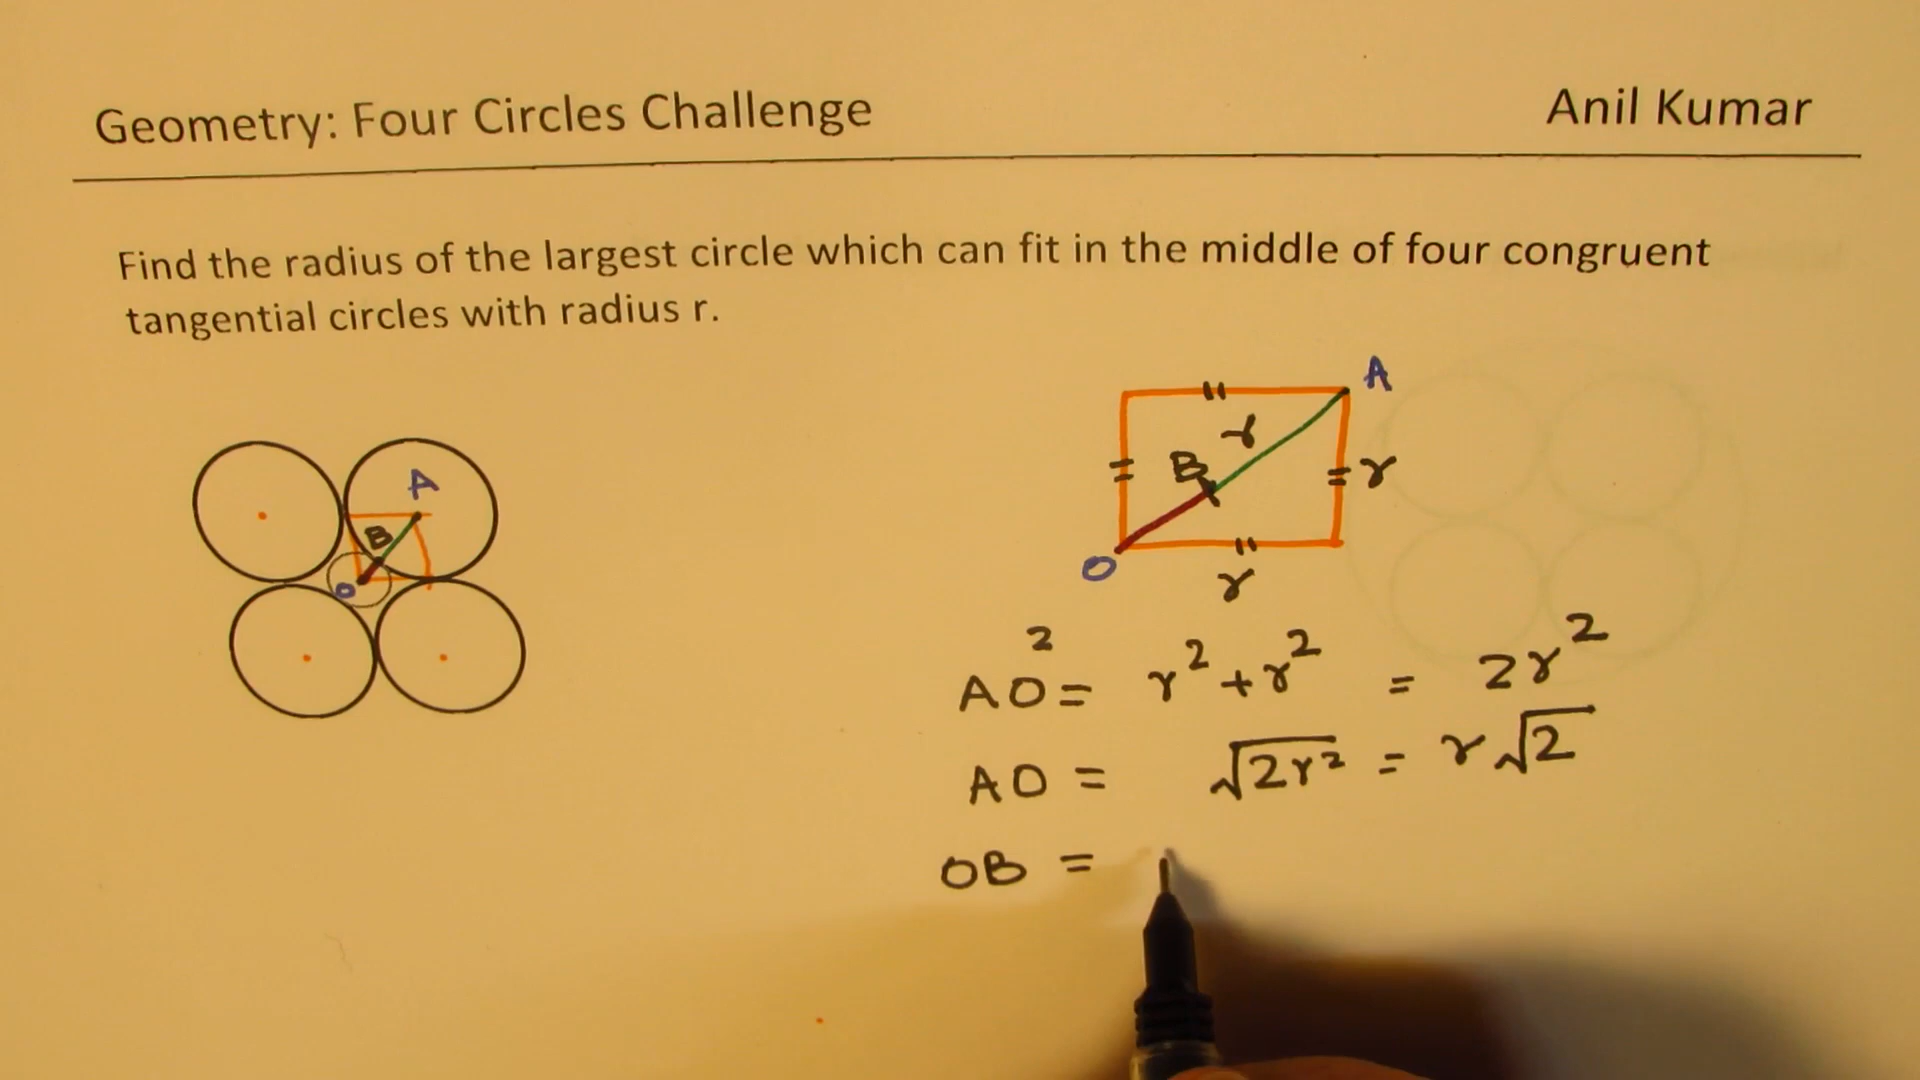 Geometry: Four Circles Challenge
Anil Kumar
Find the radius of the largest circle which can fit in the middle of four congruent
tangential circles with radius r.
A
B
O
A
r
B
r
O
r
AO² = r² + r² = 2r²
AO = √2r² = r√2
OB =